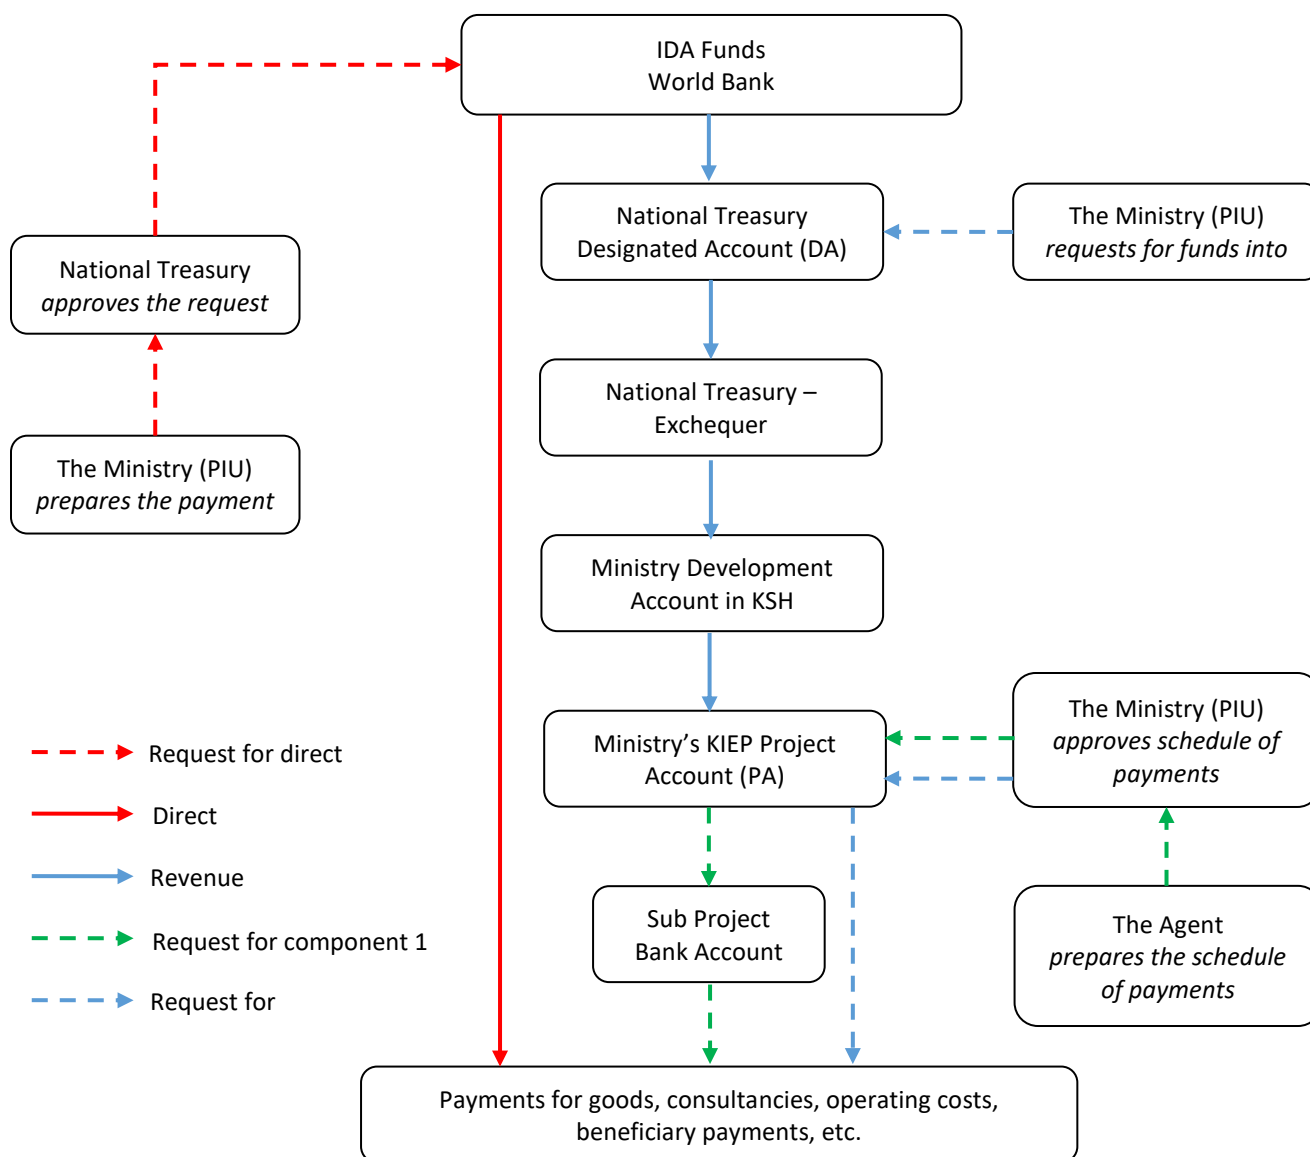 IDA Funds
World Bank
National Treasury
Designated Account (DA)
The Ministry (PIU)
requests for funds into
National Treasury
approves the request
National Treasury –
Exchequer
The Ministry (PIU)
prepares the payment
Ministry Development
Account in KSH
Ministry’s KIEP Project
Account (PA)
The Ministry (PIU)
approves schedule of
payments
Request for direct
Direct
Revenue
Request for component 1
Request for
Sub Project
Bank Account
The Agent
prepares the schedule
of payments
Payments for goods, consultancies, operating costs,
beneficiary payments, etc.